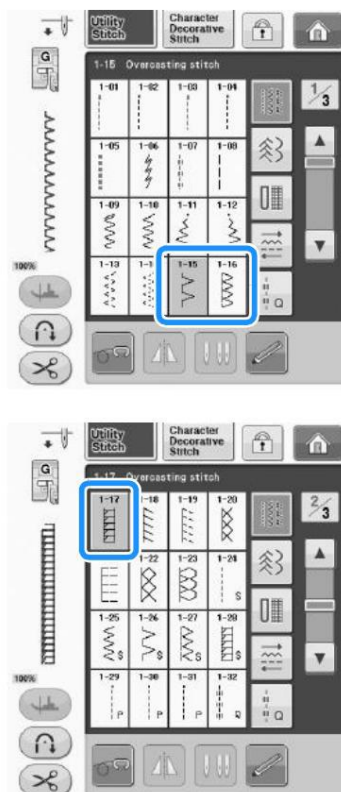 Utility
Stitch
Character
Decorative
Stitch
G
1-15 Overcasting stitch
1/3
1-01 1-02 1-03 1-04
1-05 1-06 1-07 1-08
1-09 1-10 1-11 1-12
1-13 1-1 1-15 1-16
100%
Q
Utility
Stitch
Character
Decorative
Stitch
G
1-17 Overcasting stitch
2/3
1-17 1-18 1-19 1-20
1-22 1-23 1-24
S
1-25 1-26 1-27 1-28
S S S S
1-29 1-30 1-31 1-32
100%
P P P Q
Q